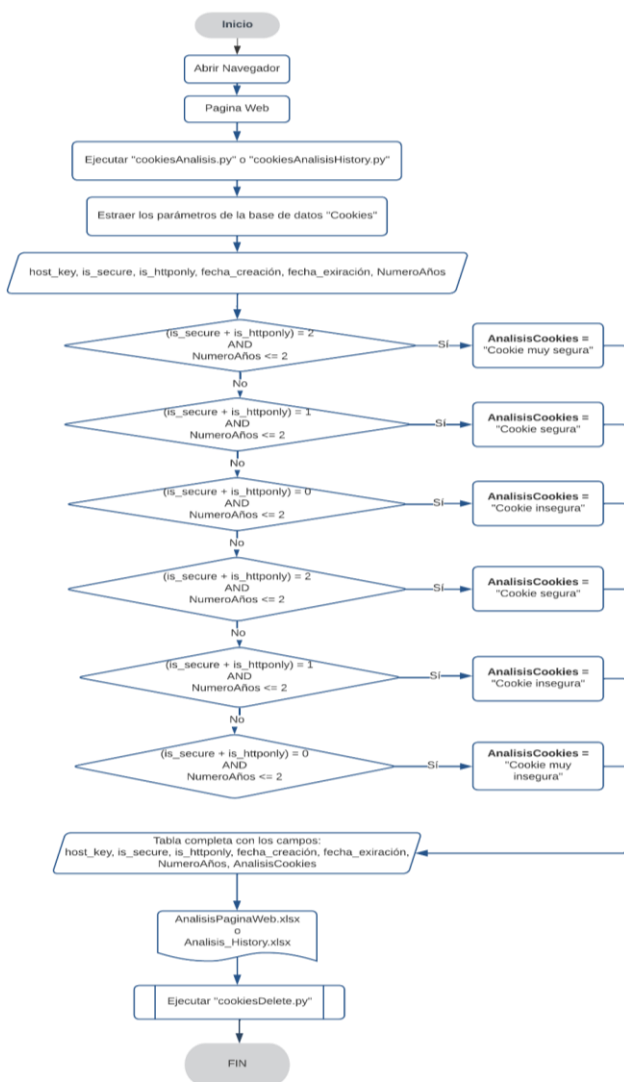 Inicio
Abrir Navegador
Pagina Web
Ejecutar "cookiesAnalisis.py" o "cookiesAnalisisHistory.py"
Estraer los parámetros de la base de datos "Cookies"
host_key, is_secure, is_httponly, fecha_creación, fecha_exiración, NumeroAños
(is_secure + is_httponly) = 2
AND
NumeroAños <= 2
Sí
AnalisisCookies =
"Cookie muy segura"
No
(is_secure + is_httponly) = 1
AND
NumeroAños <= 2
Sí
AnalisisCookies =
"Cookie segura"
No
(is_secure + is_httponly) = 0
AND
NumeroAños <= 2
Sí
AnalisisCookies =
"Cookie insegura"
No
(is_secure + is_httponly) = 2
AND
NumeroAños <= 2
Sí
AnalisisCookies =
"Cookie segura"
No
(is_secure + is_httponly) = 1
AND
NumeroAños <= 2
Sí
AnalisisCookies =
"Cookie insegura"
No
(is_secure + is_httponly) = 0
AND
NumeroAños <= 2
Sí
AnalisisCookies =
"Cookie muy
insegura"
Tabla completa con los campos:
host_key, is_secure, is_httponly, fecha_creación, fecha_exiración,
NumeroAños, AnalisisCookies
AnalisisPaginaWeb.xlsx
o
Analisis_History.xlsx
Ejecutar "cookiesDelete.py"
FIN